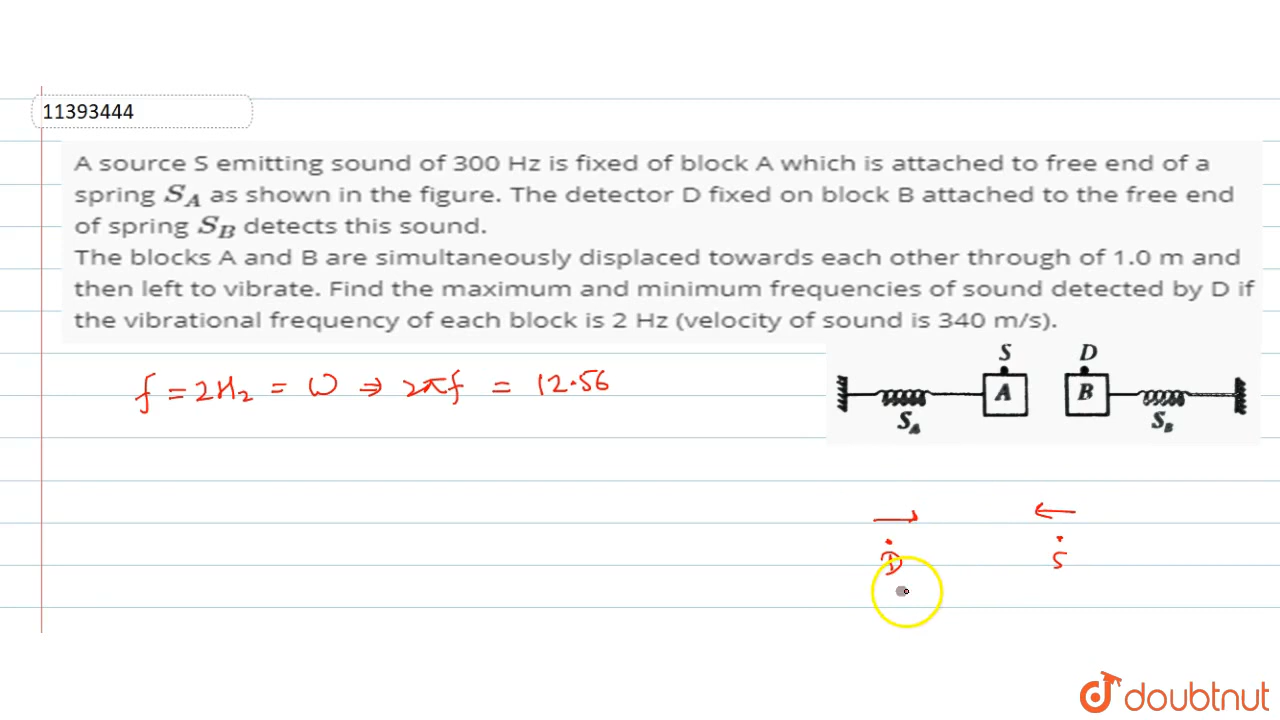 11393444
A source S emitting sound of 300 Hz is fixed of block A which is attached to free end of a
spring S_A as shown in the figure. The detector D fixed on block B attached to the free end
of spring S_B detects this sound.
The blocks A and B are simultaneously displaced towards each other through of 1.0 m and
then left to vibrate. Find the maximum and minimum frequencies of sound detected by D if
the vibrational frequency of each block is 2 Hz (velocity of sound is 340 m/s).
f = 2Hz = ω ⇒ 2πf = 12.56
S D
A B
S_A S_B
→ ←
D S
doubtnut